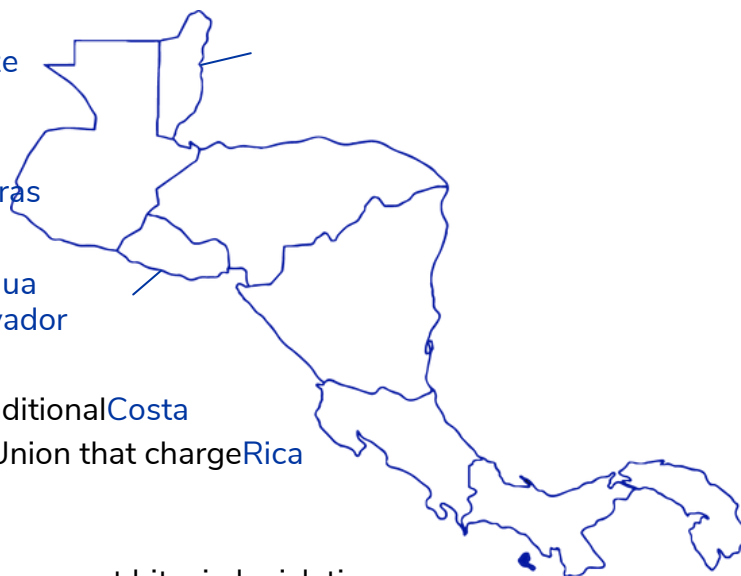 e
ras
ua
vador
ditionalCosta
Union that chargeRica